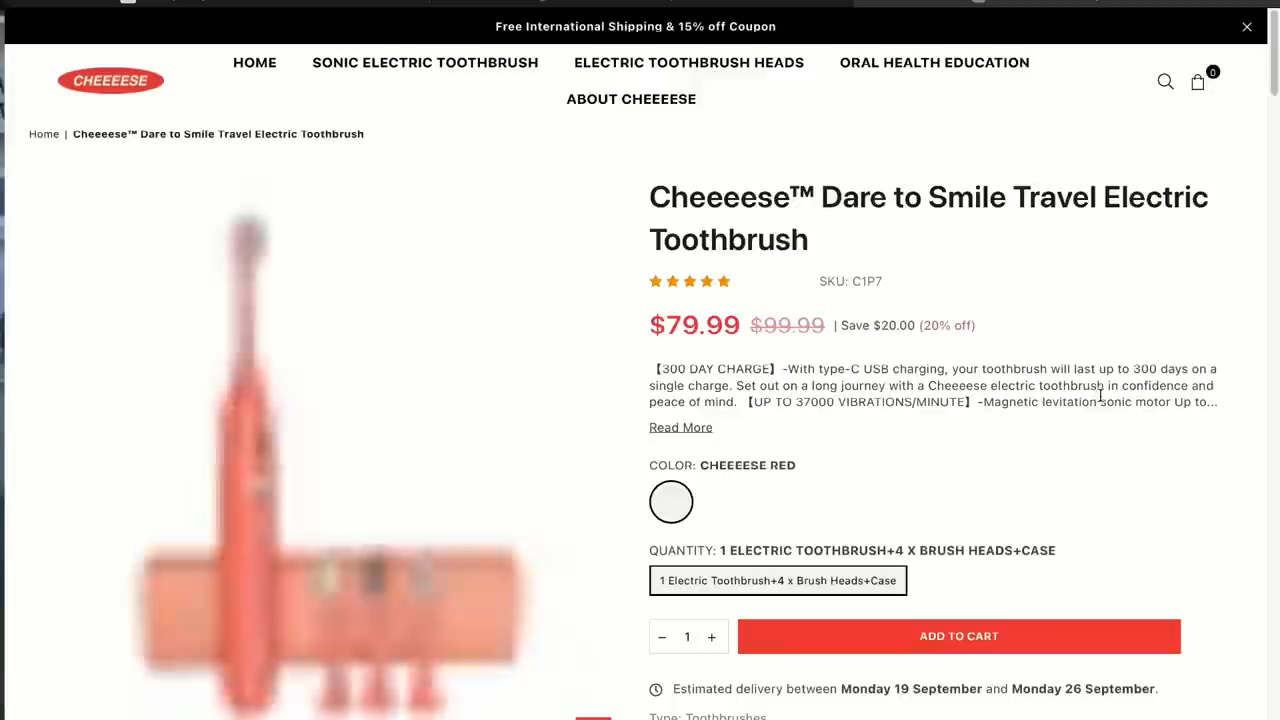 Free International Shipping & 15% off Coupon
HOME
SONIC ELECTRIC TOOTHBRUSH
ELECTRIC TOOTHBRUSH HEADS
ORAL HEALTH EDUCATION
ABOUT CHEEEESE
CHEEEESE
0
Home | Cheeeese™ Dare to Smile Travel Electric Toothbrush
Cheeeese™ Dare to Smile Travel Electric
Toothbrush
SKU: C1P7
$79.99 $99.99 | Save $20.00 (20% off)
【300 DAY CHARGE】-With type-C USB charging, your toothbrush will last up to 300 days on a
single charge. Set out on a long journey with a Cheeeese electric toothbrush in confidence and
peace of mind. 【UP TO 37000 VIBRATIONS/MINUTE】-Magnetic levitation sonic motor Up to...
Read More
COLOR: CHEEEESE RED
QUANTITY: 1 ELECTRIC TOOTHBRUSH+4 X BRUSH HEADS+CASE
1 Electric Toothbrush+4 x Brush Heads+Case
− 1 +
ADD TO CART
Estimated delivery between Monday 19 September and Monday 26 September.
Type: Toothbrushes